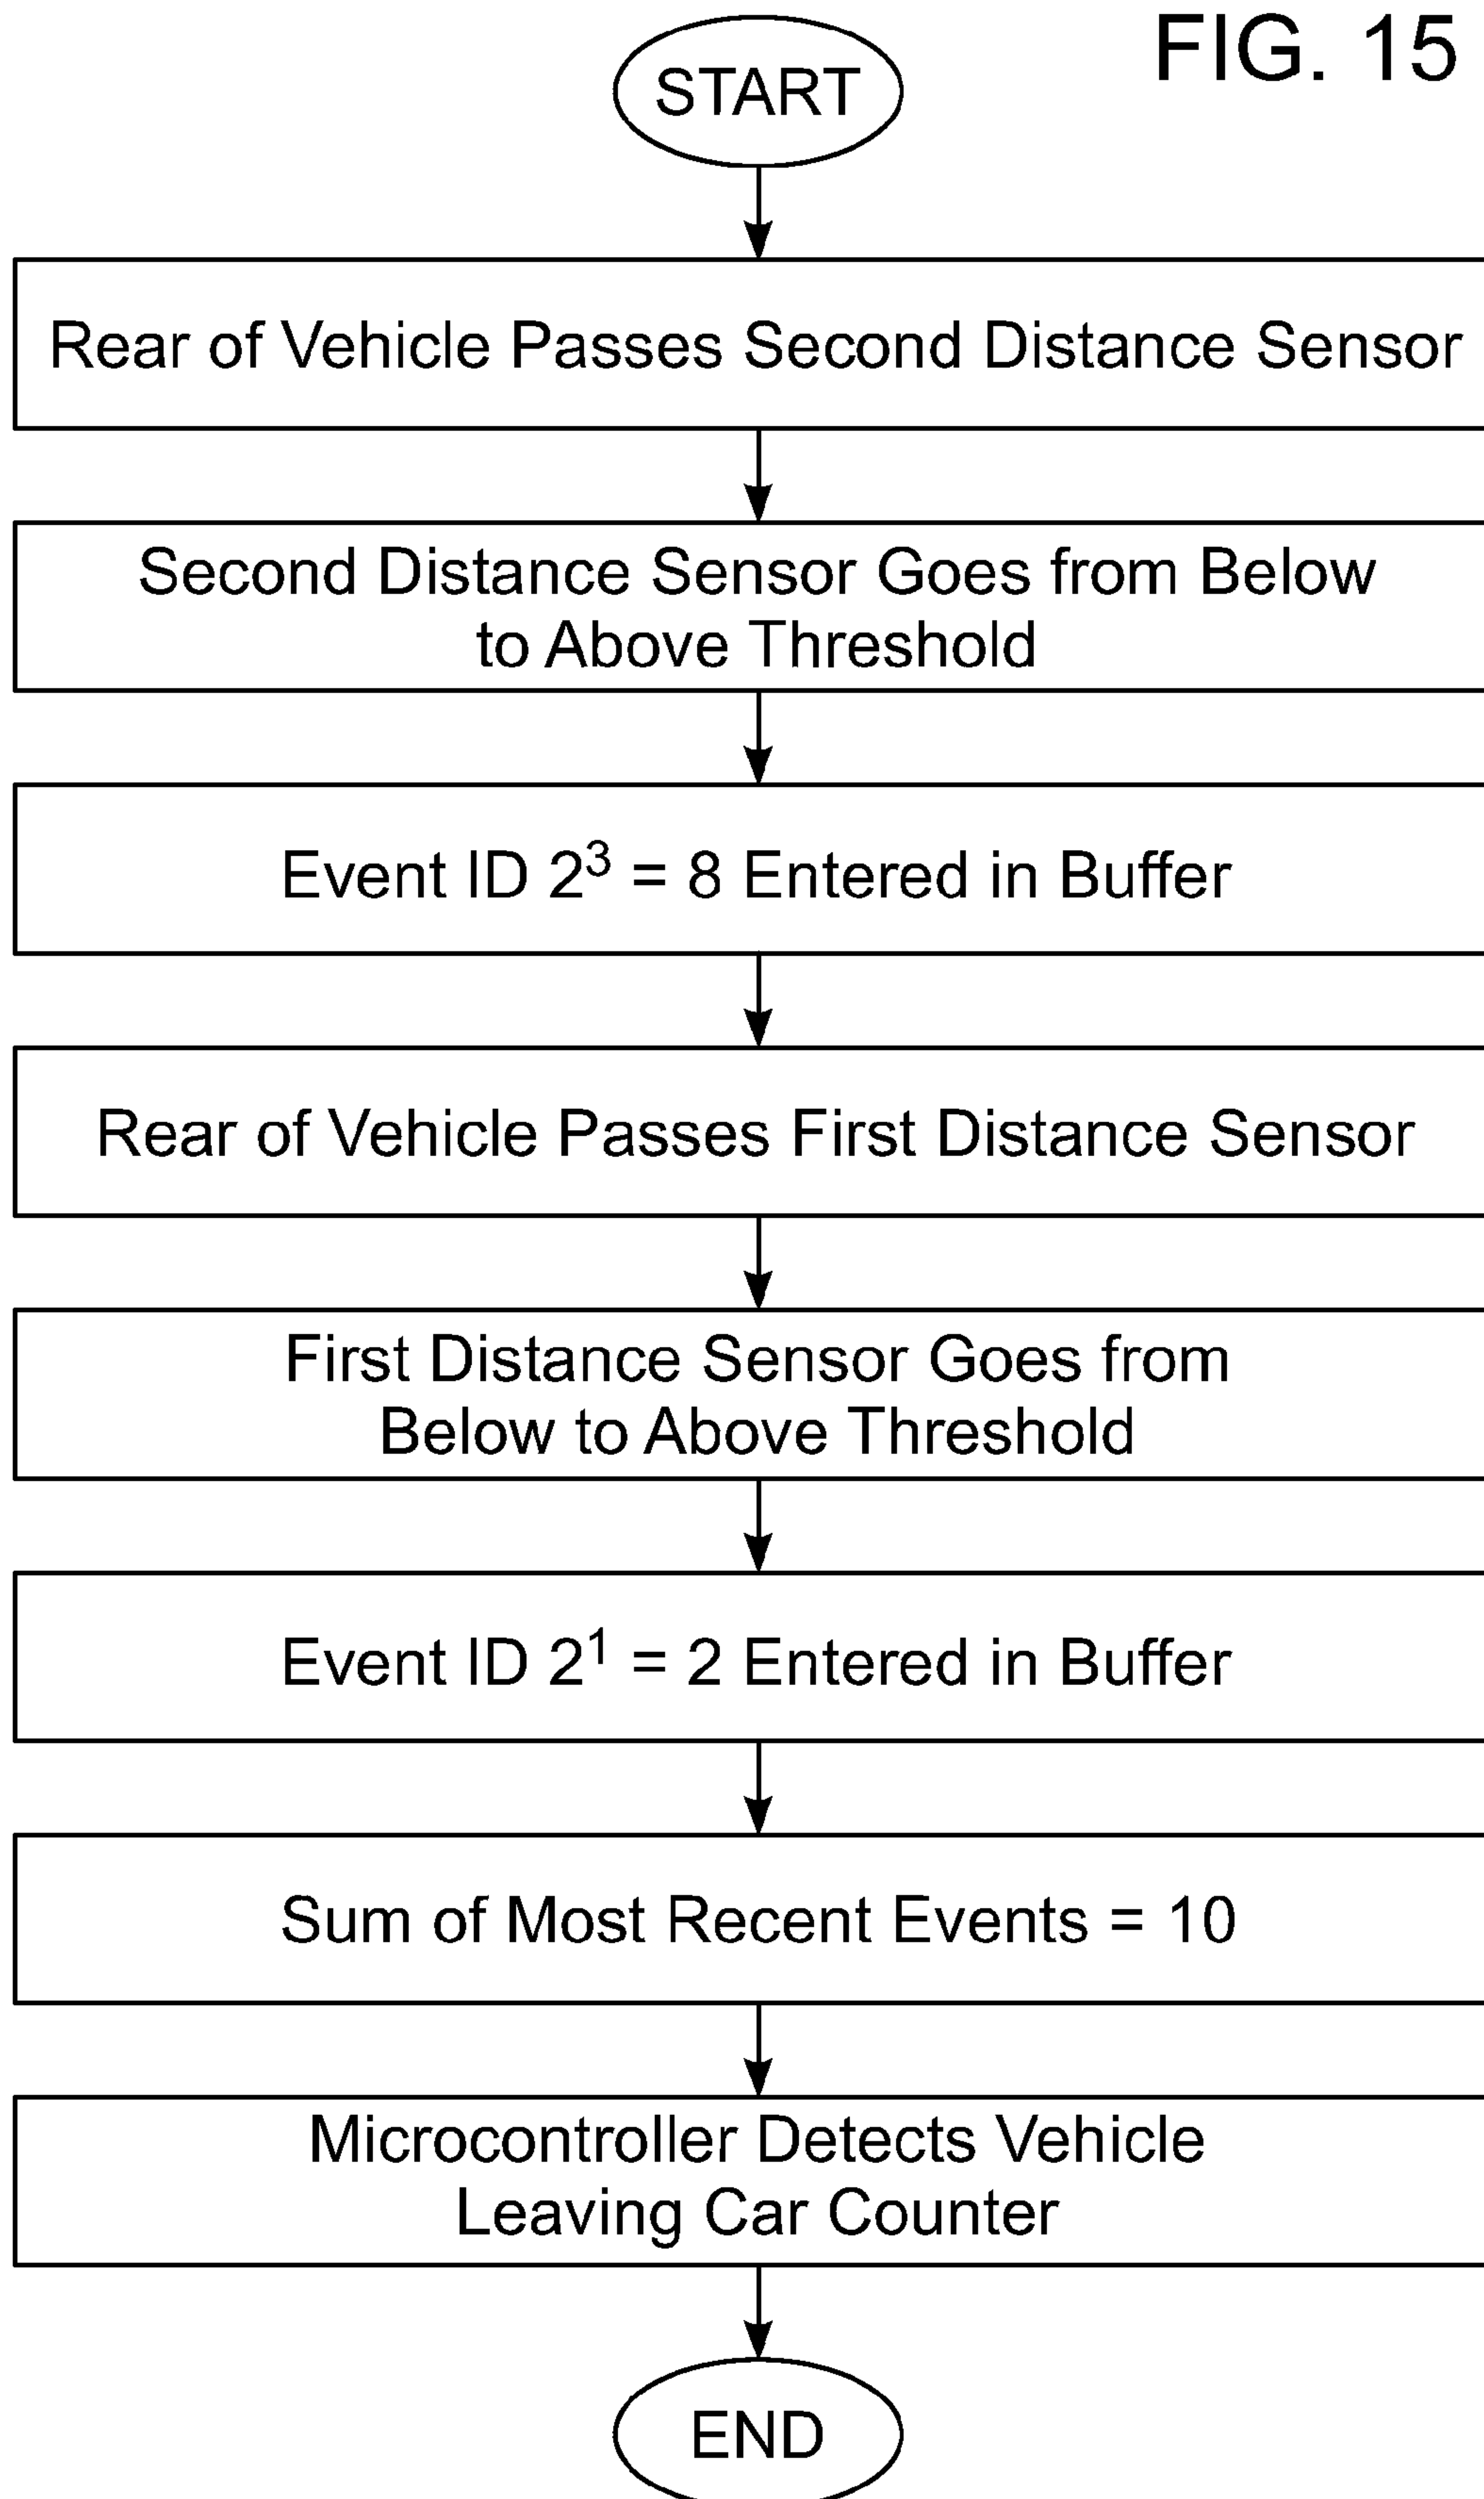 FIG. 15
START
Rear of Vehicle Passes Second Distance Sensor
Second Distance Sensor Goes from Below
to Above Threshold
Event ID 2³ = 8 Entered in Buffer
Rear of Vehicle Passes First Distance Sensor
First Distance Sensor Goes from
Below to Above Threshold
Event ID 2¹ = 2 Entered in Buffer
Sum of Most Recent Events = 10
Microcontroller Detects Vehicle
Leaving Car Counter
END